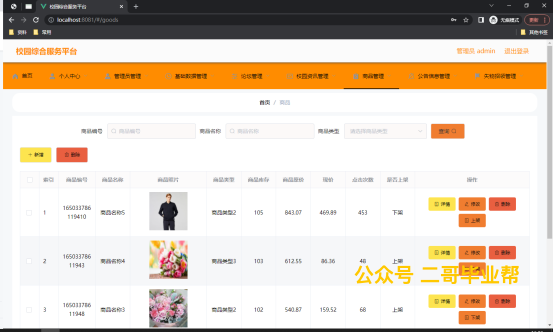 校园综合服务平台
localhost:8081/#/goods
无痕模式
更新
资料 常用 其他书签
校园综合服务平台 管理员 admin 退出登录
首页 个人中心 管理员管理 基础数据管理 论坛管理 校园资讯管理 商品管理 公告信息管理 失物招领管理
首页 / 商品
商品编号 商品编号 商品名称 商品名称 商品类型 请选择商品类型 查询
+ 新增 删除
索引 商品编号 商品名称 商品照片 商品类型 商品库存 商品原价 现价 点击次数 是否上架 操作
1 165033786119410 商品名称5 商品类型2 105 843.07 469.89 453 下架 详情 修改 删除
上架
2 16503378611943 商品名称4 商品类型3 103 612.55 86.36 48 上架 详情 修改 删除
公众号 二哥毕业帮
3 16503378611948 商品名称3 商品类型2 102 540.87 159.52 68 上架 详情 修改 删除
下架